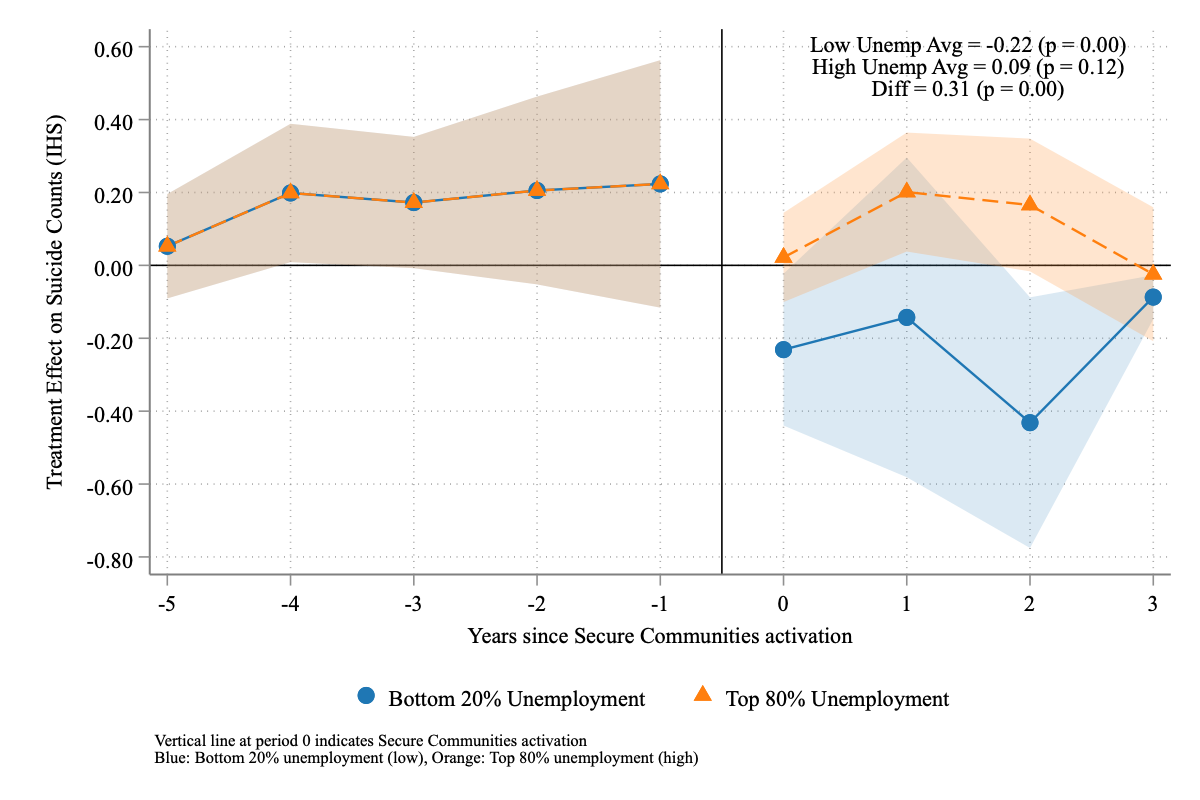 Low Unemp Avg = -0.22 (p = 0.00)
High Unemp Avg = 0.09 (p = 0.12)
Diff = 0.31 (p = 0.00)
Treatment Effect on Suicide Counts (IHS)
0.60
0.40
0.20
0.00
-0.20
-0.40
-0.60
-0.80
-5 -4 -3 -2 -1 0 1 2 3
Years since Secure Communities activation
Bottom 20% Unemployment Top 80% Unemployment
Vertical line at period 0 indicates Secure Communities activation
Blue: Bottom 20% unemployment (low), Orange: Top 80% unemployment (high)